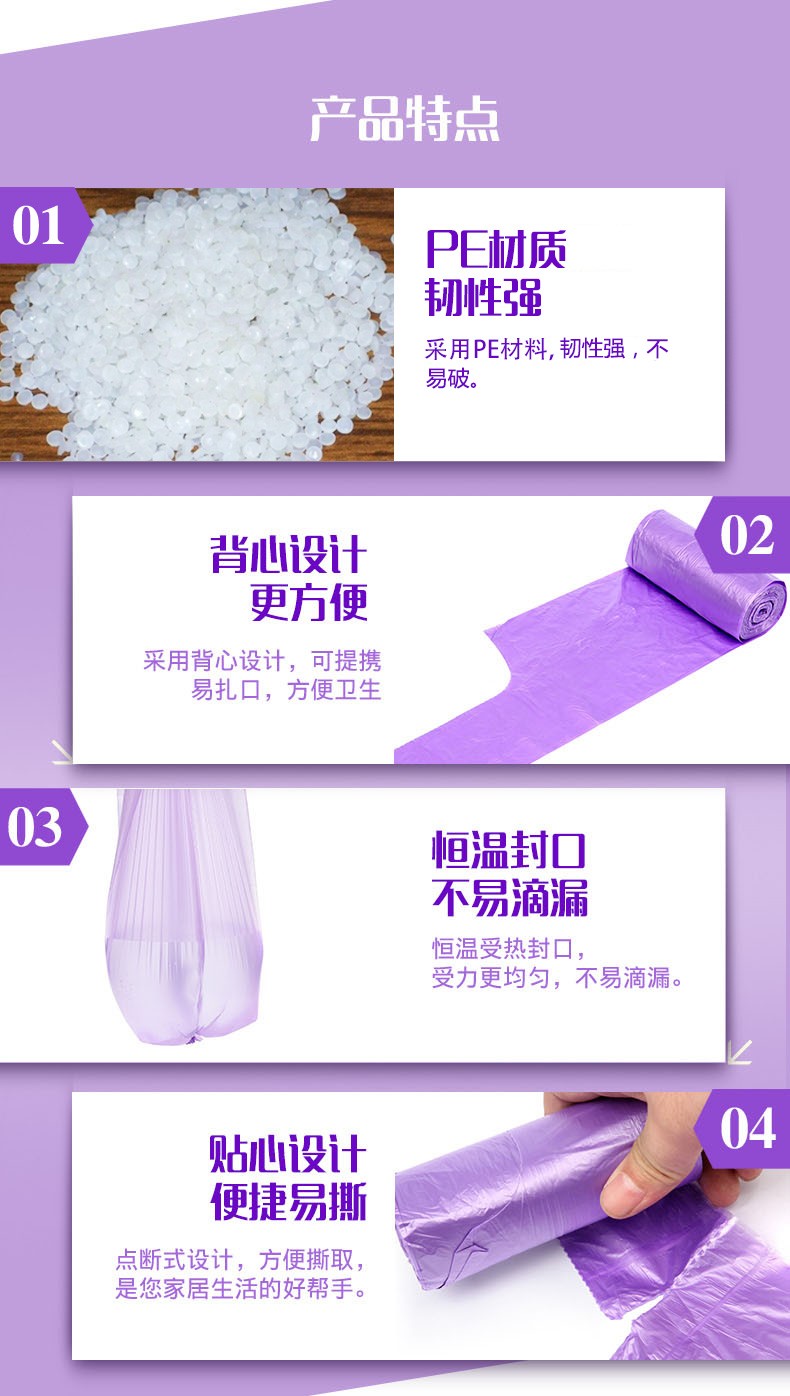 产品特点
01
PE材质
韧性强
采用PE材料,韧性强，不
易破。
02
背心设计
更方便
采用背心设计，可提携
易扎口，方便卫生
03
恒温封口
不易滴漏
恒温受热封口，
受力更均匀，不易滴漏。
04
贴心设计
便捷易撕
点断式设计，方便撕取，
是您家居生活的好帮手。